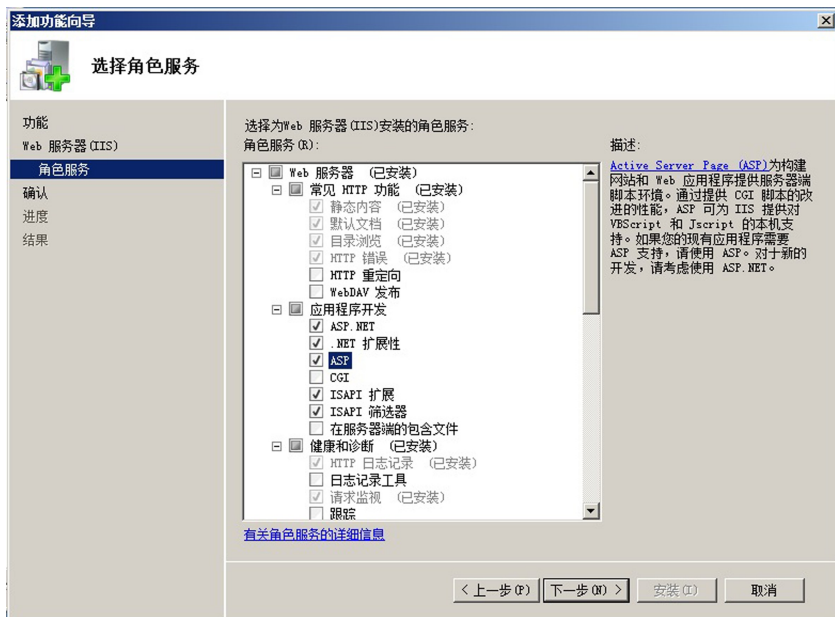 添加功能向导
选择角色服务
功能
Web 服务器(IIS)
角色服务
确认
进度
结果
选择为Web 服务器(IIS)安装的角色服务:
角色服务(R):
Web 服务器 (已安装)
常见 HTTP 功能 (已安装)
静态内容 (已安装)
默认文档 (已安装)
目录浏览 (已安装)
HTTP 错误 (已安装)
HTTP 重定向
WebDAV 发布
应用程序开发
ASP.NET
.NET 扩展性
ASP
CGI
ISAPI 扩展
ISAPI 筛选器
在服务器端的包含文件
健康和诊断 (已安装)
HTTP 日志记录 (已安装)
日志记录工具
请求监视 (已安装)
跟踪
有关角色服务的详细信息
描述:
Active Server Page (ASP)为构建
网站和 Web 应用程序提供服务器端
脚本环境。通过提供 CGI 脚本的改
进的性能，ASP 可为 IIS 提供对
VBScript 和 Jscript 的本机支
持。如果您的现有应用程序需要
ASP 支持，请使用 ASP。对于新的
开发，请考虑使用 ASP.NET。
< 上一步(P)
下一步(N) >
安装(I)
取消